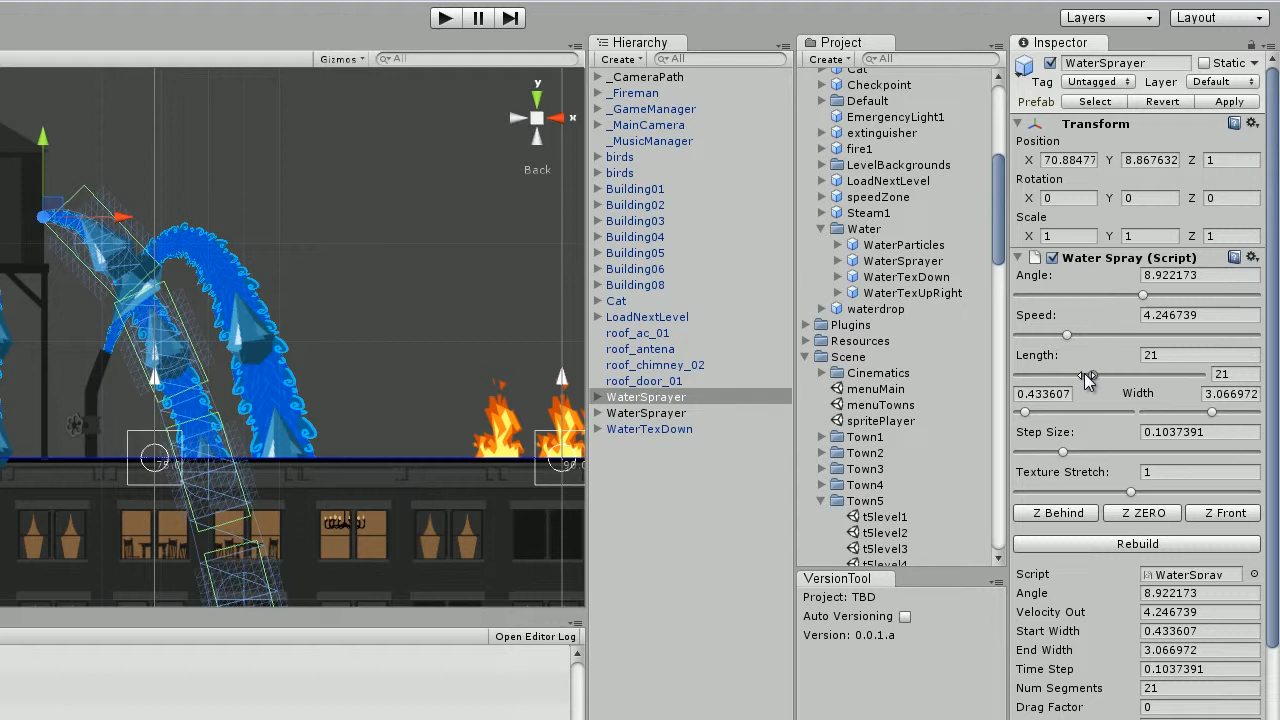 Layers
Layout
Gizmos
All
Back
y
x
75.0
90.0
Open Editor Log
Hierarchy
Create
All
_CameraPath
_Fireman
_GameManager
_MainCamera
_MusicManager
birds
birds
Building01
Building02
Building03
Building04
Building05
Building06
Building08
Cat
LoadNextLevel
roof_ac_01
roof_antena
roof_chimney_02
roof_door_01
WaterSprayer
WaterSprayer
WaterTexDown
Project
Create
All
Cat
Checkpoint
Default
EmergencyLight1
extinguisher
fire1
LevelBackgrounds
LoadNextLevel
speedZone
Steam1
Water
WaterParticles
WaterSprayer
WaterTexDown
WaterTexUpRight
waterdrop
Plugins
Resources
Scene
Cinematics
menuMain
menuTowns
spritePlayer
Town1
Town2
Town3
Town4
Town5
t5level1
t5level2
t5level3
t5level4
VersionTool
Project: TBD
Auto Versioning
Version: 0.0.1.a
Inspector
WaterSprayer Static
Tag Untagged Layer Default
Prefab Select Revert Apply
Transform
Position
X 70.88477 Y 8.867632 Z 1
Rotation
X 0 Y 0 Z 0
Scale
X 1 Y 1 Z 1
Water Spray (Script)
Angle: 8.922173
Speed: 4.246739
Length: 21
21
0.433607 Width 3.066972
Step Size: 0.1037391
Texture Stretch: 1
Z Behind Z ZERO Z Front
Rebuild
Script WaterSpray
Angle 8.922173
Velocity Out 4.246739
Start Width 0.433607
End Width 3.066972
Time Step 0.1037391
Num Segments 21
Drag Factor 0